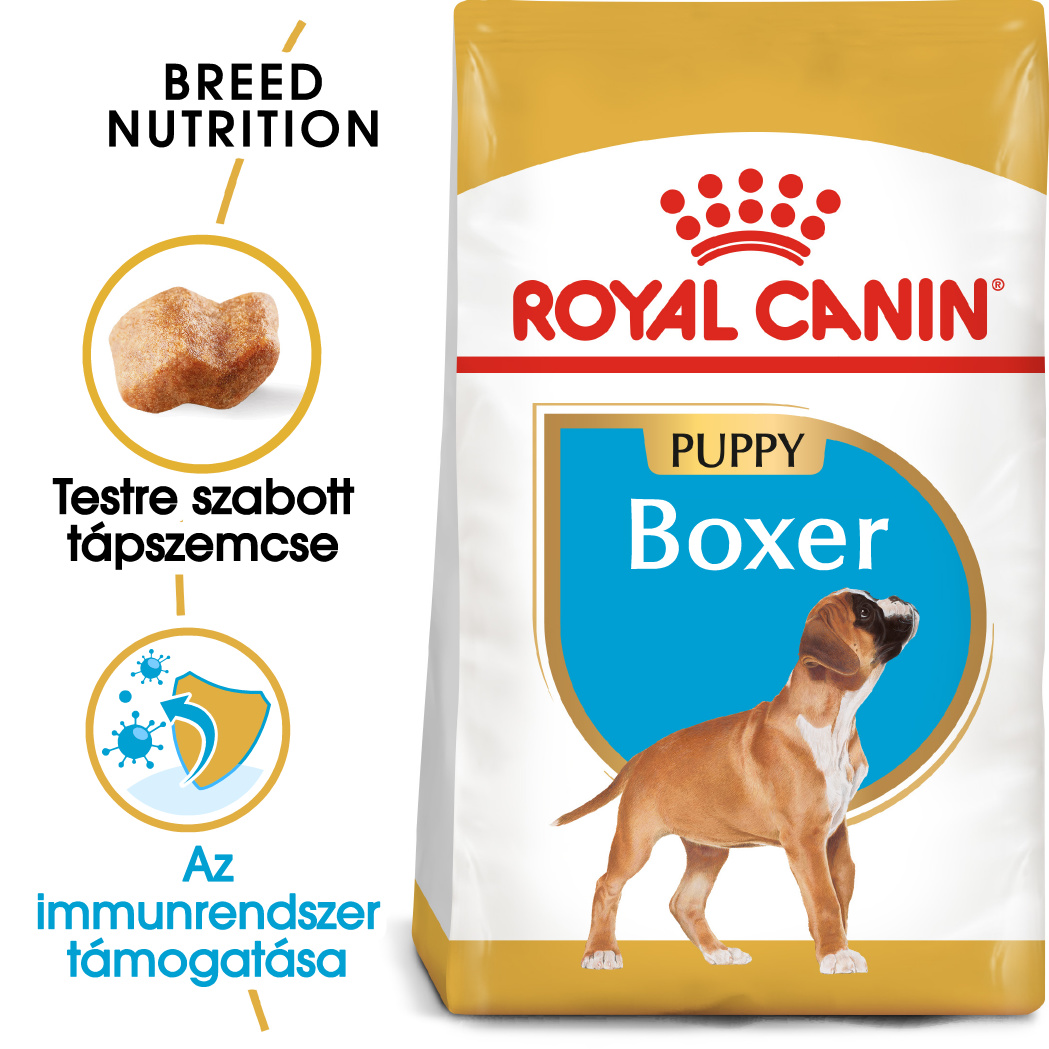 BREED
NUTRITION
Testre szabott
tápszemcse
Az
immunrendszer
támogatása
ROYAL CANIN®
PUPPY
Boxer